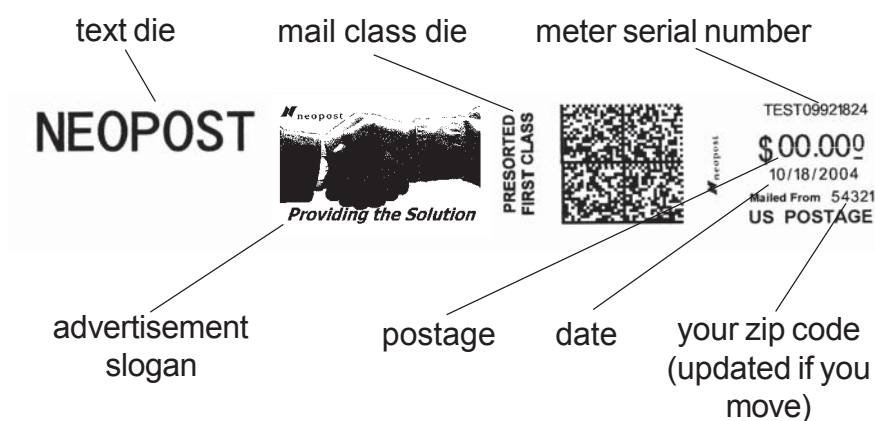 text die
mail class die
meter serial number
NEOPOST
neopost
Providing the Solution
PRESORTED
FIRST CLASS
neopost
TEST09921824
$00.000
10/18/2004
Mailed From 54321
US POSTAGE
advertisement
slogan
postage
date
your zip code
(updated if you
move)